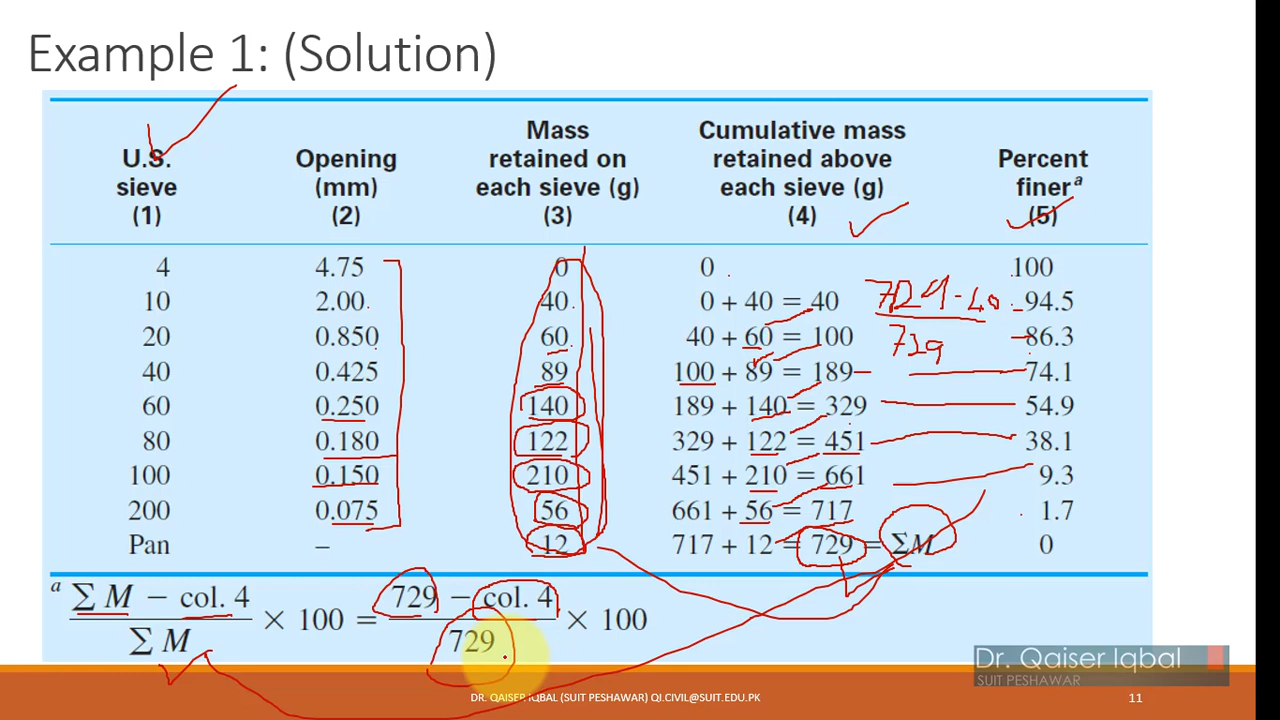 Example 1: (Solution)
U.S. sieve (1) Opening (mm) (2) Mass retained on each sieve (g) (3) Cumulative mass retained above each sieve (g) (4) Percent finer a (5)
4 4.75 0 0 100
10 2.00 40 0 + 40 = 40 94.5
729-40
20 0.850 60 40 + 60 = 100 86.3
729
40 0.425 89 100 + 89 = 189 74.1
60 0.250 140 189 + 140 = 329 54.9
80 0.180 122 329 + 122 = 451 38.1
100 0.150 210 451 + 210 = 661 9.3
200 0.075 56 661 + 56 = 717 1.7
Pan – 12 717 + 12 = 729 = ΣM 0
a Σ M − col. 4 / Σ M × 100 = 729 − col. 4 / 729 × 100
Dr. Qaiser Iqbal
SUIT PESHAWAR
DR. QAISER IQBAL (SUIT PESHAWAR) QI.CIVIL@SUIT.EDU.PK 11